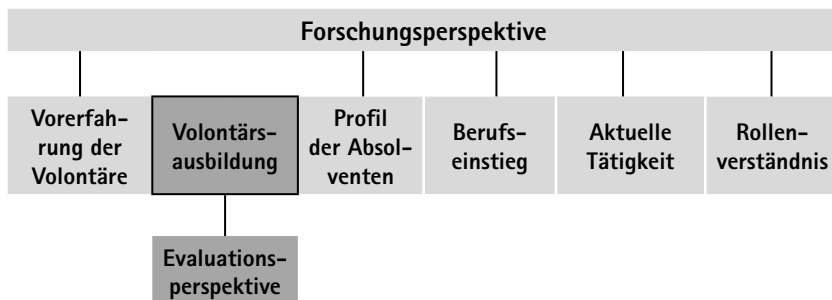 Forschungsperspektive
Vorerfah-
rung der
Volontäre
Volontärs-
ausbildung
Profil
der Absol-
venten
Berufs-
einstieg
Aktuelle
Tätigkeit
Rollen-
verständnis
Evaluations-
perspektive